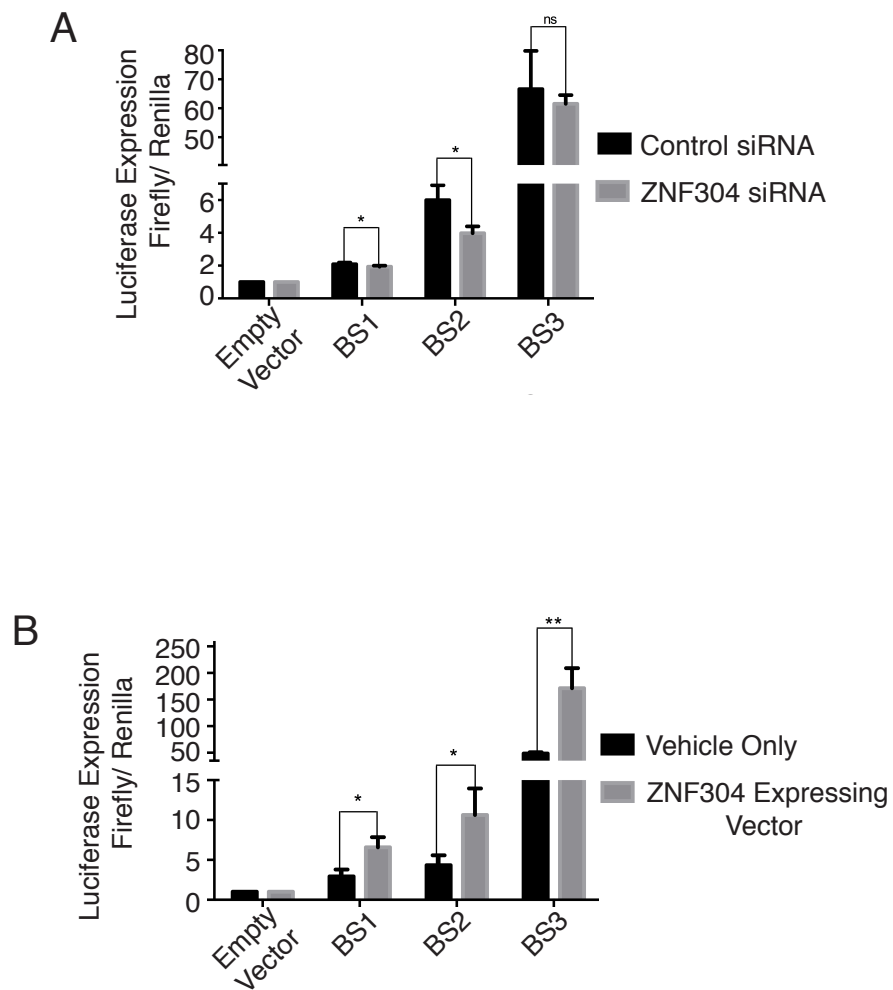 A
Luciferase Expression
Firefly/ Renilla
80
70
60
50
6
4
2
0
*
*
ns
Empty
Vector
BS1
BS2
BS3
Control siRNA
ZNF304 siRNA
B
Luciferase Expression
Firefly/ Renilla
250
200
150
100
50
15
10
5
0
*
*
**
Empty
Vector
BS1
BS2
BS3
Vehicle Only
ZNF304 Expressing
Vector